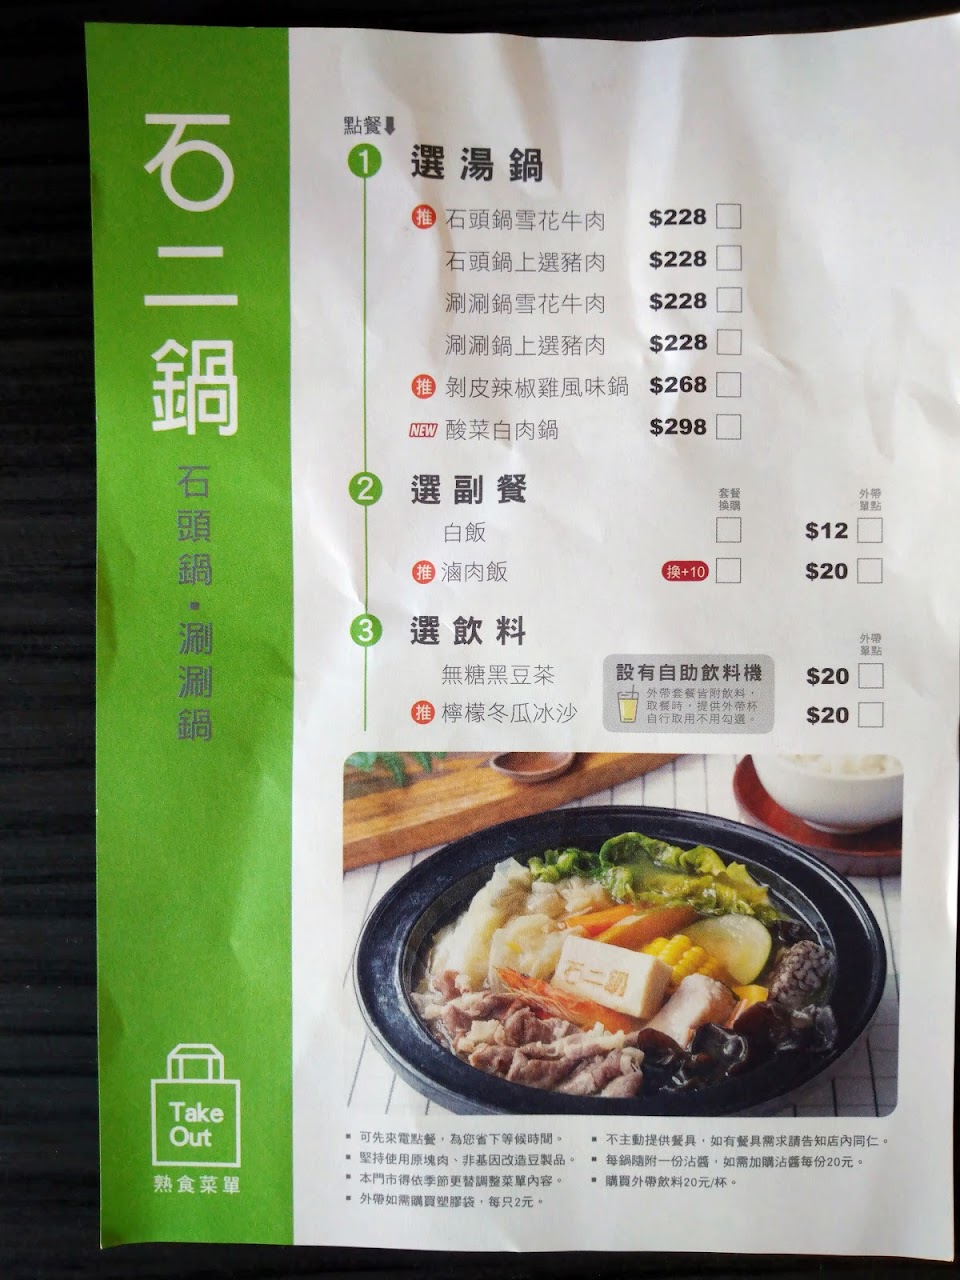 石二鍋
石頭鍋・涮涮鍋
Take
Out
熟食菜單
點餐⬇
1 選湯鍋
推 石頭鍋雪花牛肉 $228
石頭鍋上選豬肉 $228
涮涮鍋雪花牛肉 $228
涮涮鍋上選豬肉 $228
推 剝皮辣椒雞風味鍋 $268
NEW 酸菜白肉鍋 $298
2 選副餐
套餐
換購
外帶
單點
白飯 $12
推 滷肉飯 換+10 $20
3 選飲料
外帶
單點
無糖黑豆茶 $20
推 檸檬冬瓜冰沙 $20
設有自助飲料機
外帶套餐皆附飲料，
取餐時，提供外帶杯
自行取用不用勾選。
石二鍋
▪ 可先來電點餐，為您省下等候時間。
▪ 堅持使用原塊肉、非基因改造豆製品。
▪ 本門市得依季節更替調整菜單內容。
▪ 外帶如需購買塑膠袋，每只2元。
▪ 不主動提供餐具，如有餐具需求請告知店內同仁。
▪ 每鍋隨附一份沾醬，如需加購沾醬每份20元。
▪ 購買外帶飲料20元/杯。